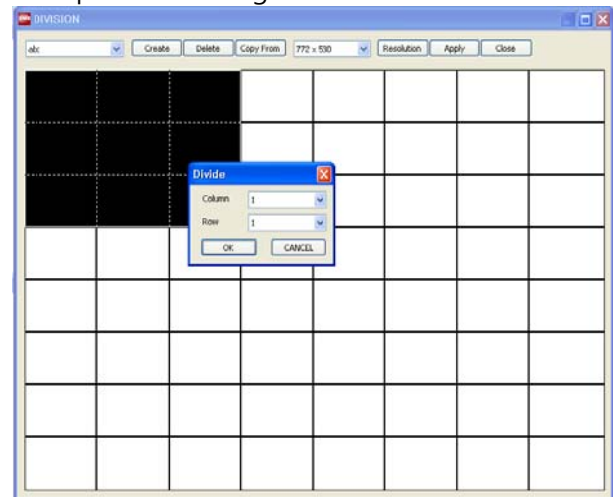 DIVISION
abc Create Delete Copy From 772 x 530 Resolution Apply Close
Divide
Column 1
Row 1
OK CANCEL